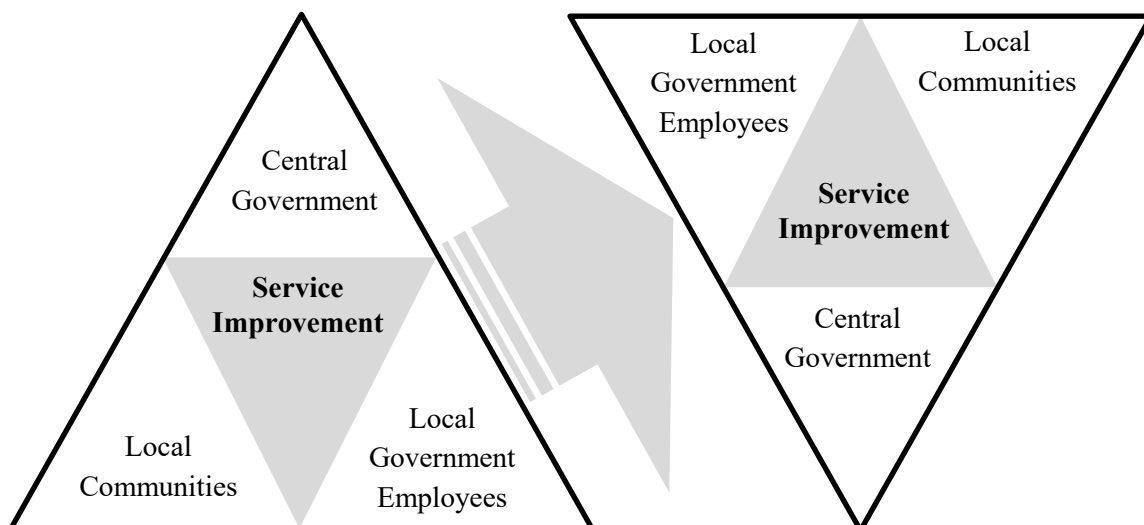 Central
Government
Service
Improvement
Local
Communities
Local
Government
Employees
Local
Government
Employees
Local
Communities
Service
Improvement
Central
Government